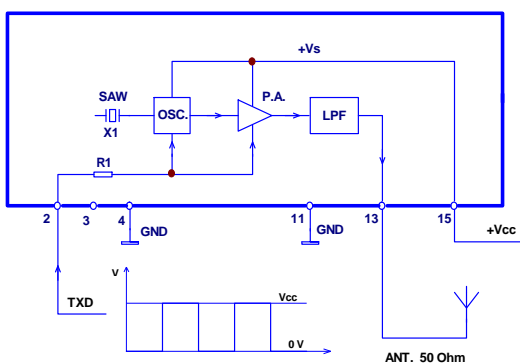 +Vs
SAW
P.A.
OSC.
LPF
X1
R1
2 3 4 11 13 15
GND GND
+Vcc
V
Vcc
TXD
0 V
ANT. 50 Ohm